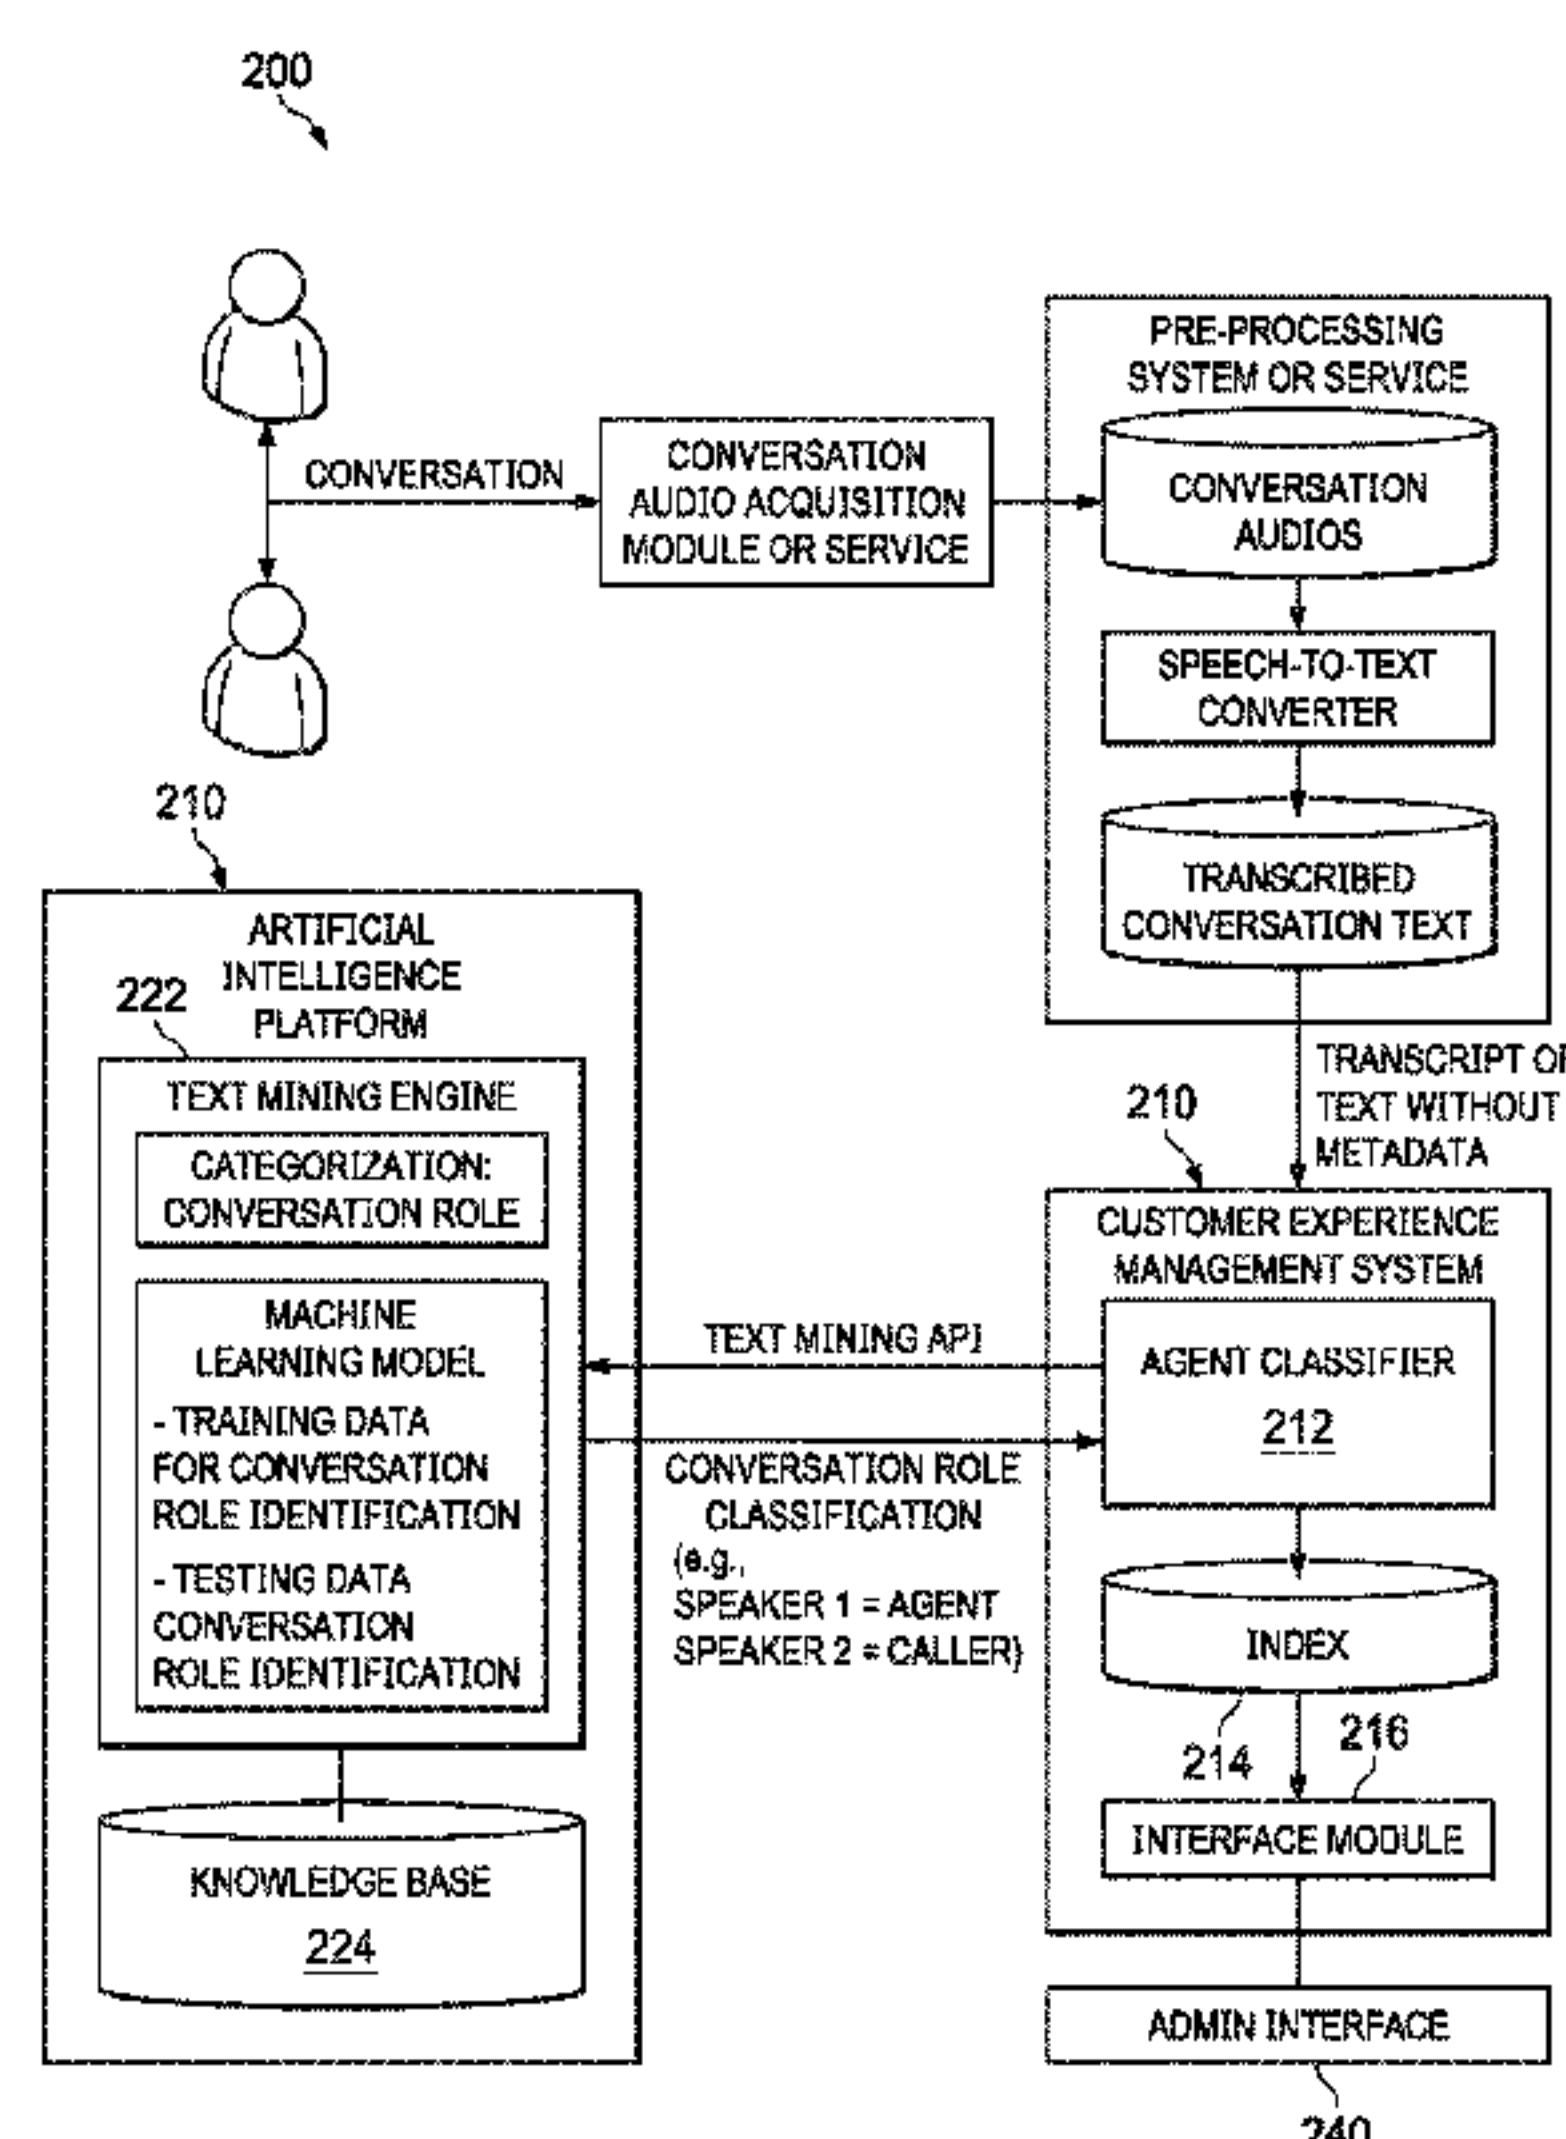 200
PRE-PROCESSING
SYSTEM OR SERVICE
CONVERSATION
CONVERSATION
AUDIO ACQUISITION
MODULE OR SERVICE
CONVERSATION
AUDIOS
SPEECH-TO-TEXT
CONVERTER
TRANSCRIBED
CONVERSATION TEXT
210
ARTIFICIAL
INTELLIGENCE
PLATFORM
222
TEXT MINING ENGINE
CATEGORIZATION:
CONVERSATION ROLE
MACHINE
LEARNING MODEL
- TRAINING DATA
FOR CONVERSATION
ROLE IDENTIFICATION
- TESTING DATA
CONVERSATION
ROLE IDENTIFICATION
KNOWLEDGE BASE
224
TRANSCRIPT OF
TEXT WITHOUT
METADATA
210
CUSTOMER EXPERIENCE
MANAGEMENT SYSTEM
TEXT MINING API
AGENT CLASSIFIER
212
CONVERSATION ROLE
CLASSIFICATION
(e.g.,
SPEAKER 1 = AGENT
SPEAKER 2 = CALLER)
INDEX
214
216
INTERFACE MODULE
ADMIN INTERFACE
240